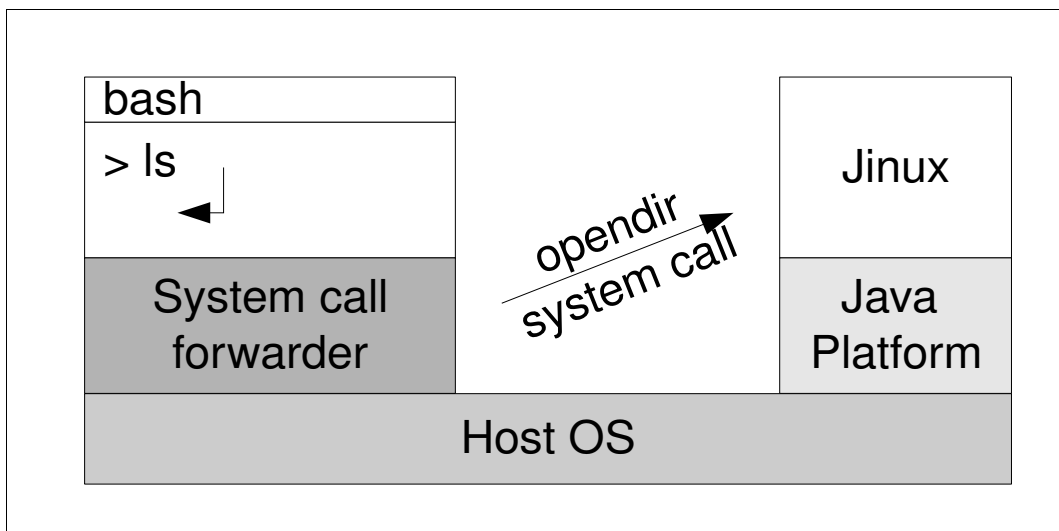 bash
> ls
System call
forwarder
opendir
system call
Jinux
Java
Platform
Host OS